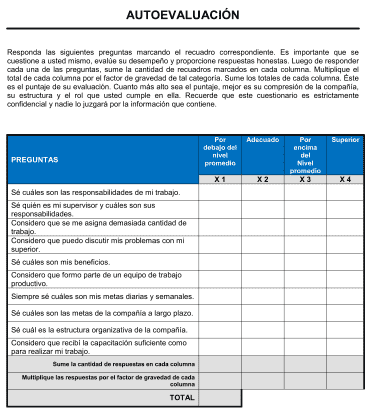 AUTOEVALUACIÓN
Responda las siguientes preguntas marcando el recuadro correspondiente. Es importante que se
cuestione a usted mismo, evalúe su desempeño y proporcione respuestas honestas. Luego de responder
cada una de las preguntas, sume la cantidad de recuadros marcados en cada columna. Multiplique el
total de cada columna por el factor de gravedad de tal categoría. Sume los totales de cada columna. Éste
es el puntaje de su evaluación. Cuanto más alto sea el puntaje, mejor es su compresión de la compañía,
su estructura y el rol que usted cumple en ella. Recuerde que este cuestionario es estrictamente
confidencial y nadie lo juzgará por la información que contiene.
PREGUNTAS
Por
debajo del
nivel
promedio
Adecuado
Por
encima
del
Nivel
promedio
Superior
X 1
X 2
X 3
X 4
Sé cuáles son las responsabilidades de mi trabajo.
Sé quién es mi supervisor y cuáles son sus
responsabilidades.
Considero que se me asigna demasiada cantidad de
trabajo.
Considero que puedo discutir mis problemas con mi
superior.
Sé cuáles son mis beneficios.
Considero que formo parte de un equipo de trabajo
productivo.
Siempre sé cuáles son mis metas diarias y semanales.
Sé cuáles son las metas de la compañía a largo plazo.
Sé cuál es la estructura organizativa de la compañía.
Considero que recibí la capacitación suficiente como
para realizar mi trabajo.
Sume la cantidad de respuestas en cada columna
Multiplique las respuestas por el factor de gravedad de cada
columna
TOTAL